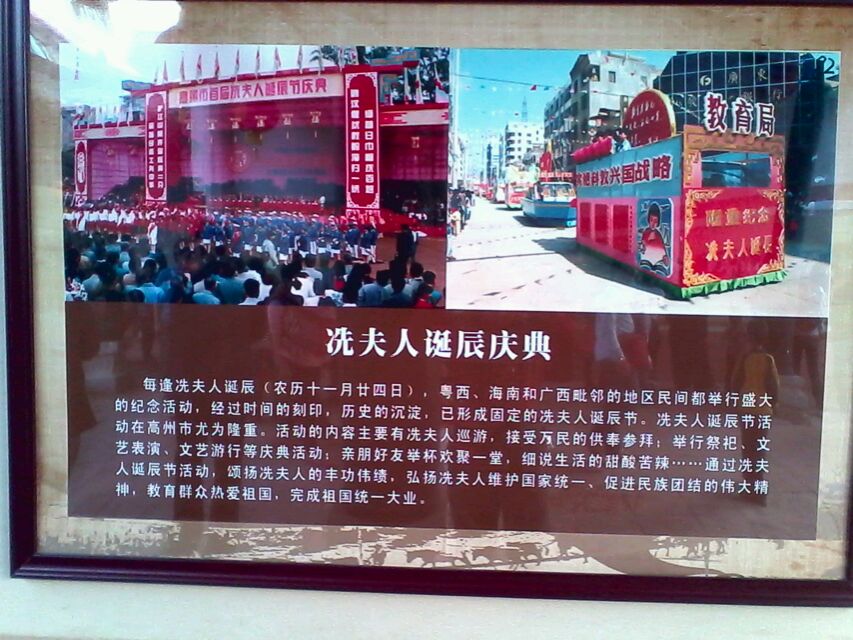 高州市首届冼夫人诞辰节庆典
教育局
科教兴国战略
隆重纪念
冼夫人诞辰
冼夫人诞辰庆典
每逢冼夫人诞辰（农历十一月廿四日），粤西、海南和广西毗邻的地区民间都举行盛大
的纪念活动，经过时间的刻印，历史的沉淀，已形成固定的冼夫人诞辰节。冼夫人诞辰节活
动在高州市尤为隆重。活动的内容主要有冼夫人巡游，接受万民的供奉参拜；举行祭祀、文
艺表演、文艺游行等庆典活动；亲朋好友举杯欢聚一堂，细说生活的甜酸苦辣……通过冼夫
人诞辰节活动，颂扬冼夫人的丰功伟绩，弘扬冼夫人维护国家统一、促进民族团结的伟大精
神，教育群众热爱祖国，完成祖国统一大业。